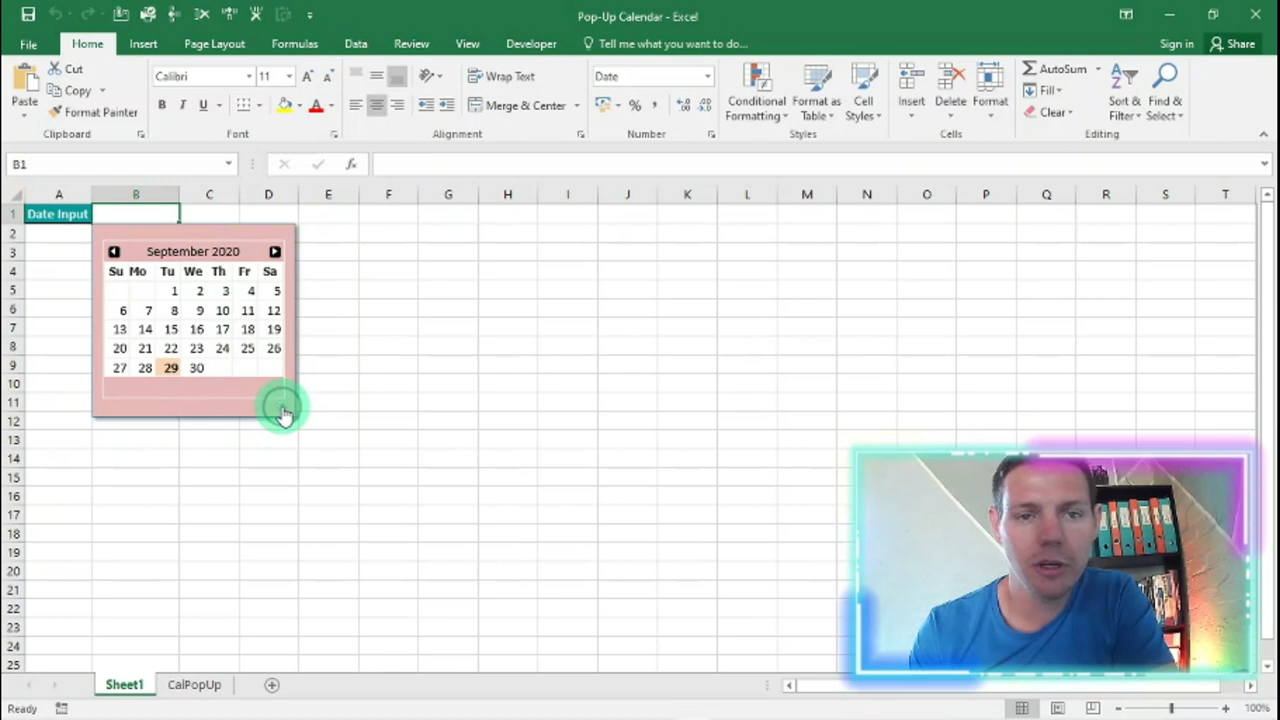 Pop-Up Calendar - Excel
File Home Insert Page Layout Formulas Data Review View Developer Tell me what you want to do... Sign in Share
Paste
Cut
Copy
Format Painter
Clipboard
Calibri 11
B I U
Font
Wrap Text
Merge & Center
Alignment
Date
%
Number
Conditional Formatting
Format as Table
Cell Styles
Styles
Insert
Delete
Format
Cells
AutoSum
Fill
Clear
Sort & Filter
Find & Select
Editing
B1
fx
A B C D E F G H I J K L M N O P Q R S T
1 Date Input
2
3
4
5
6
7
8
9
10
11
12
13
14
15
16
17
18
19
20
21
22
23
24
25
September 2020
Su Mo Tu We Th Fr Sa
1 2 3 4 5
6 7 8 9 10 11 12
13 14 15 16 17 18 19
20 21 22 23 24 25 26
27 28 29 30
Sheet1 CalPopUp
Ready 100%